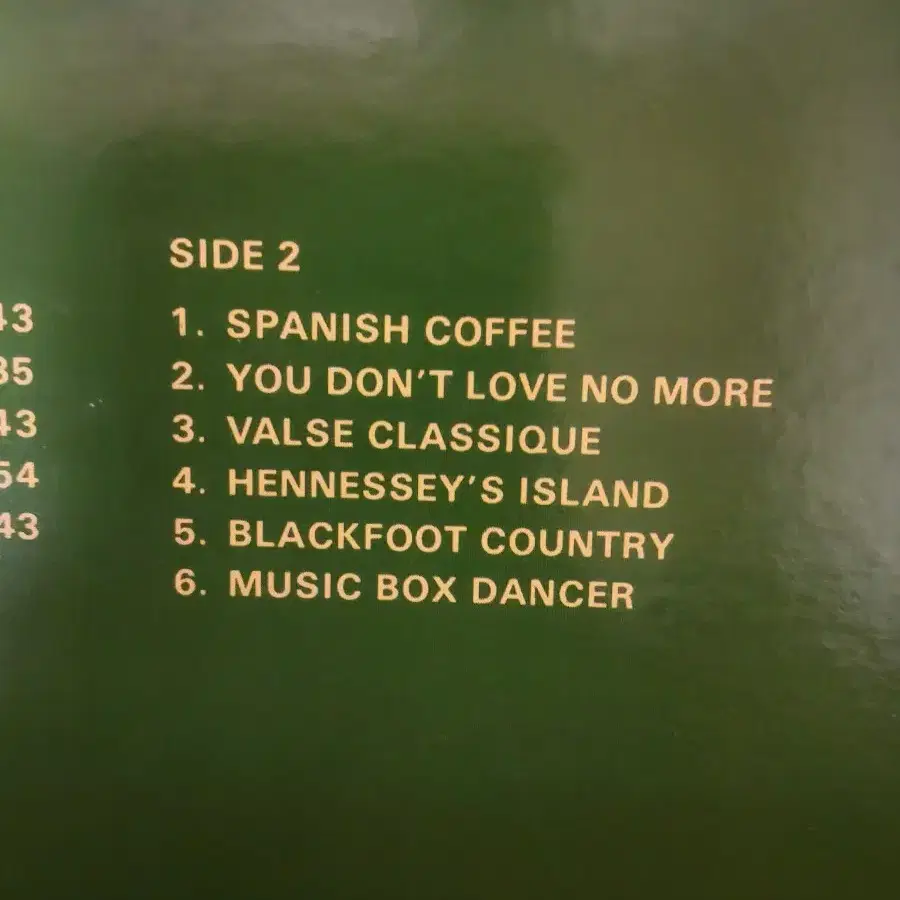 SIDE 2
1. SPANISH COFFEE
2. YOU DON'T LOVE NO MORE
3. VALSE CLASSIQUE
4. HENNESSEY'S ISLAND
5. BLACKFOOT COUNTRY
6. MUSIC BOX DANCER
43
35
43
54
43